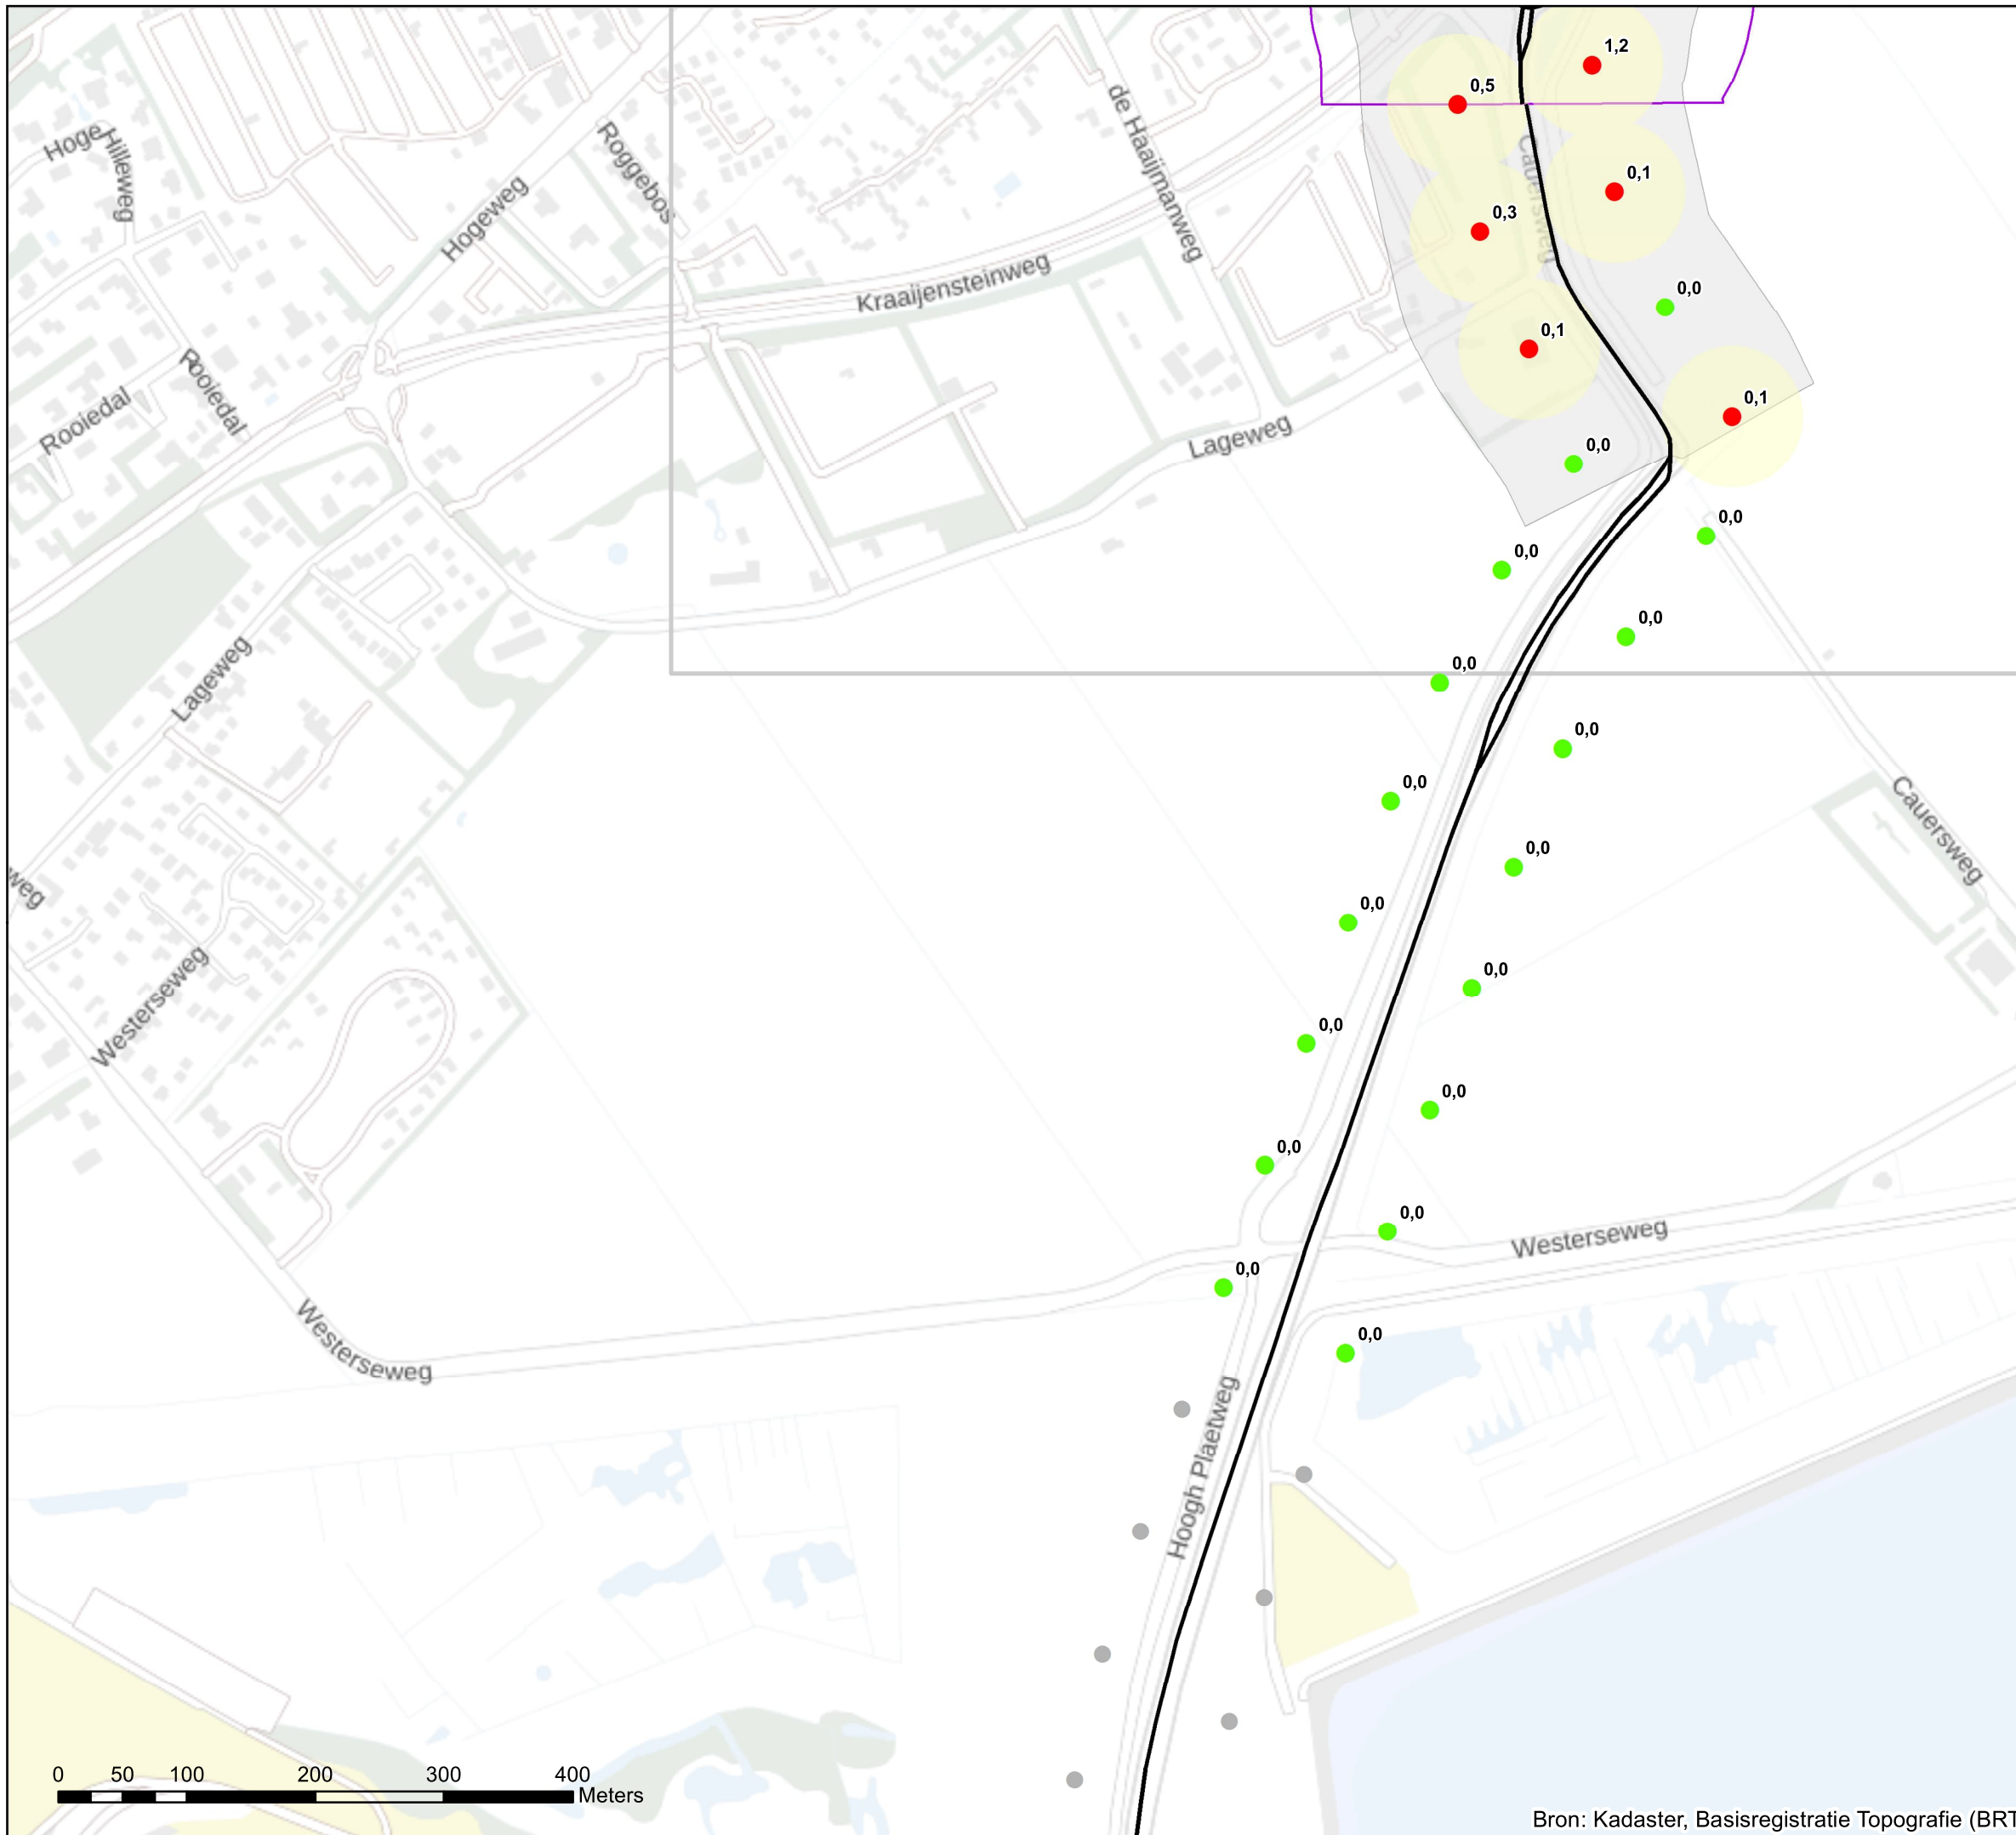 1,2
0,5
de Haaijmanweg
Hoge
Hilleweg
Roggebos
Cauersweg
0,1
Hogeweg
0,3
Kraaijensteinweg
0,0
0,1
Rooiedal
Rooiedal
0,1
Lageweg
0,0
0,0
0,0
0,0
Lageweg
0,0
0,0
0,0
Cauersweg
0,0
weg
0,0
0,0
Westerseweg
0,0
0,0
0,0
0,0
Westerseweg
0,0
Westerseweg
0,0
Hoogh Plaetweg
0 50 100 200 300 400
Meters
Bron: Kadaster, Basisregistratie Topografie (BRT